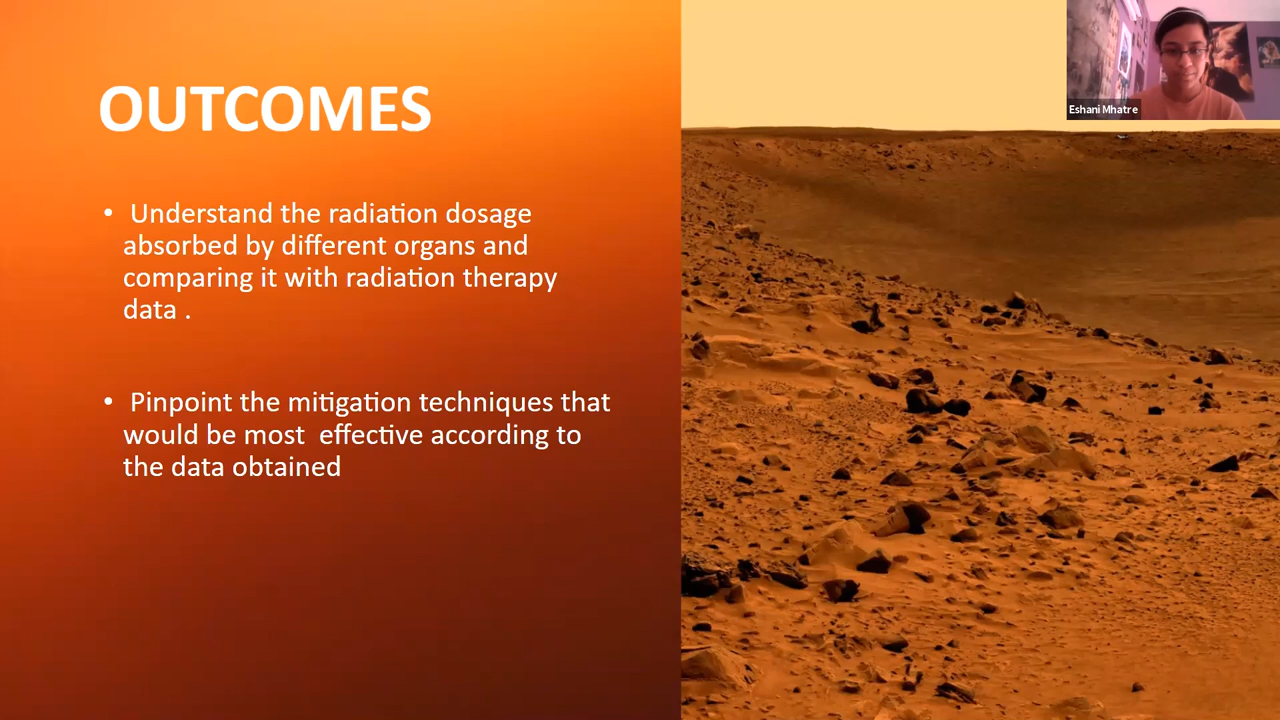 OUTCOMES
• Understand the radiation dosage
absorbed by different organs and
comparing it with radiation therapy
data .
• Pinpoint the mitigation techniques that
would be most  effective according to
the data obtained
Eshani Mhatre